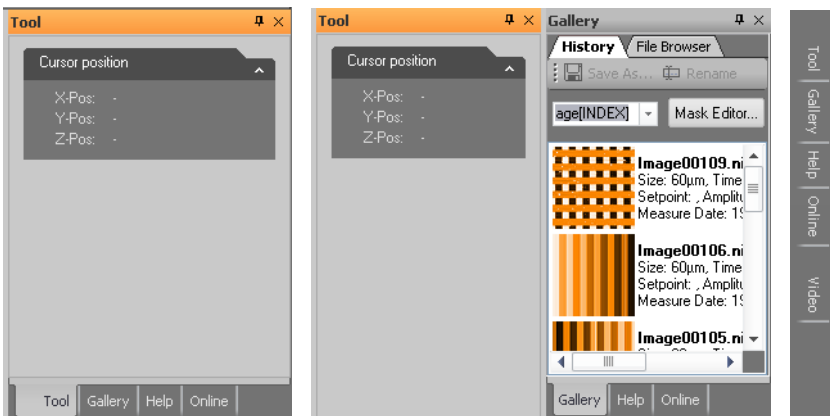 Tool
Cursor position
X-Pos: -
Y-Pos: -
Z-Pos: -
Tool Gallery Help Online
Tool
Cursor position
X-Pos: -
Y-Pos: -
Z-Pos: -
Gallery
History File Browser
Save As... Rename
age[INDEX] Mask Editor...
Image00109.ni
Size: 60µm, Time
Setpoint: , Amplitu
Measure Date: 19
Image00106.ni
Size: 60µm, Time
Setpoint: , Amplitu
Measure Date: 19
Image00105.ni
Gallery Help Online
Tool
Gallery
Help
Online
Video